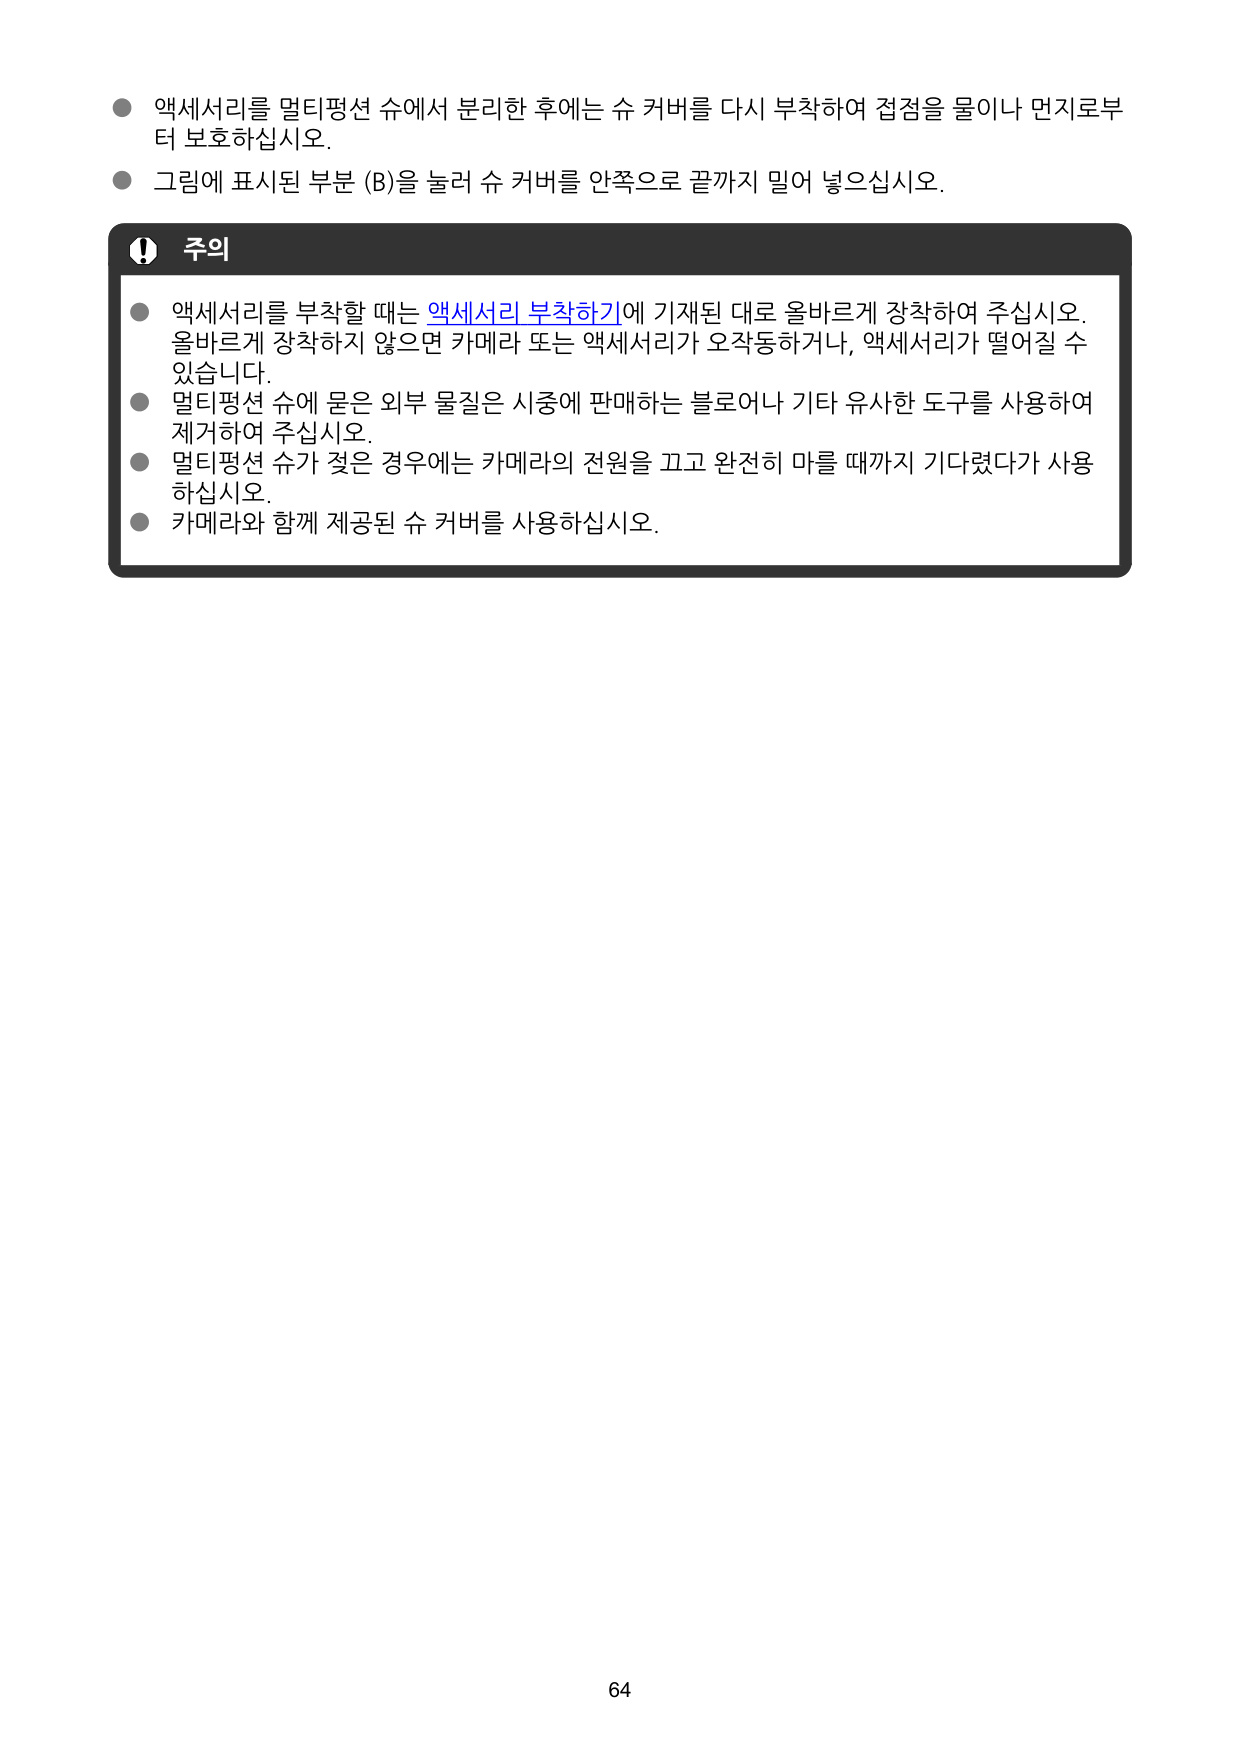 ● 액세서리를 멀티펑션 슈에서 분리한 후에는 슈 커버를 다시 부착하여 접점을 물이나 먼지로부
터 보호하십시오.
● 그림에 표시된 부분 (B)을 눌러 슈 커버를 안쪽으로 끝까지 밀어 넣으십시오.
주의
● 액세서리를 부착할 때는 액세서리 부착하기에 기재된 대로 올바르게 장착하여 주십시오.
올바르게 장착하지 않으면 카메라 또는 액세서리가 오작동하거나, 액세서리가 떨어질 수
있습니다.
● 멀티펑션 슈에 묻은 외부 물질은 시중에 판매하는 블로어나 기타 유사한 도구를 사용하여
제거하여 주십시오.
● 멀티펑션 슈가 젖은 경우에는 카메라의 전원을 끄고 완전히 마를 때까지 기다렸다가 사용
하십시오.
● 카메라와 함께 제공된 슈 커버를 사용하십시오.
64